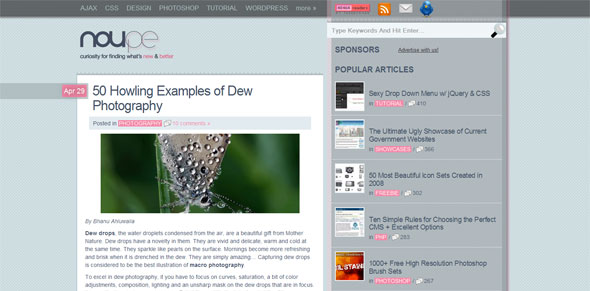 AJAX CSS DESIGN PHOTOSHOP TUTORIAL WORDPRESS more »
noupe
curiosity for finding what's new & better
Apr 29
50 Howling Examples of Dew
Photography
Posted in PHOTOGRAPHY 10 comments »
By Bhanu Ahluwalia
Dew drops, the water droplets condensed from the air, are a beautiful gift from Mother
Nature. Dew drops have a novelty in them. They are vivid and delicate, warm and cold at
the same time. They sparkle like pearls on the surface. Mornings become more refreshing
and brisk when it is drenched in the dew. They are simply amazing... Capturing dew drops
is considered to be the best illustration of macro photography.
To excel in dew photography, if you have to focus on curves, saturation, a bit of color
adjustments, composition, lighting and an unsharp mask on the dew drops that are in focus
readers
Type Keywords And Hit Enter...
SPONSORS Advertise with us!
POPULAR ARTICLES
Sexy Drop Down Menu w/ jQuery & CSS
in TUTORIAL 410
The Ultimate Ugly Showcase of Current
Government Websites
in SHOWCASES 366
50 Most Beautiful Icon Sets Created in
2008
in FREEBIE 362
Ten Simple Rules for Choosing the Perfect
CMS + Excellent Options
in PHP 283
1000+ Free High Resolution Photoshop
Brush Sets
in PHOTOSHOP 267